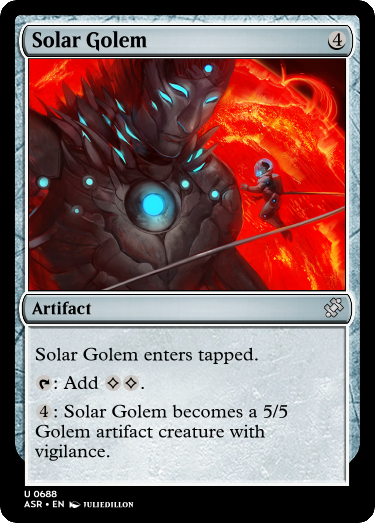 Solar Golem 4
Artifact
Solar Golem enters tapped.
: Add .
4: Solar Golem becomes a 5/5
Golem artifact creature with
vigilance.
U 0688
ASR • EN JULIEDILLON